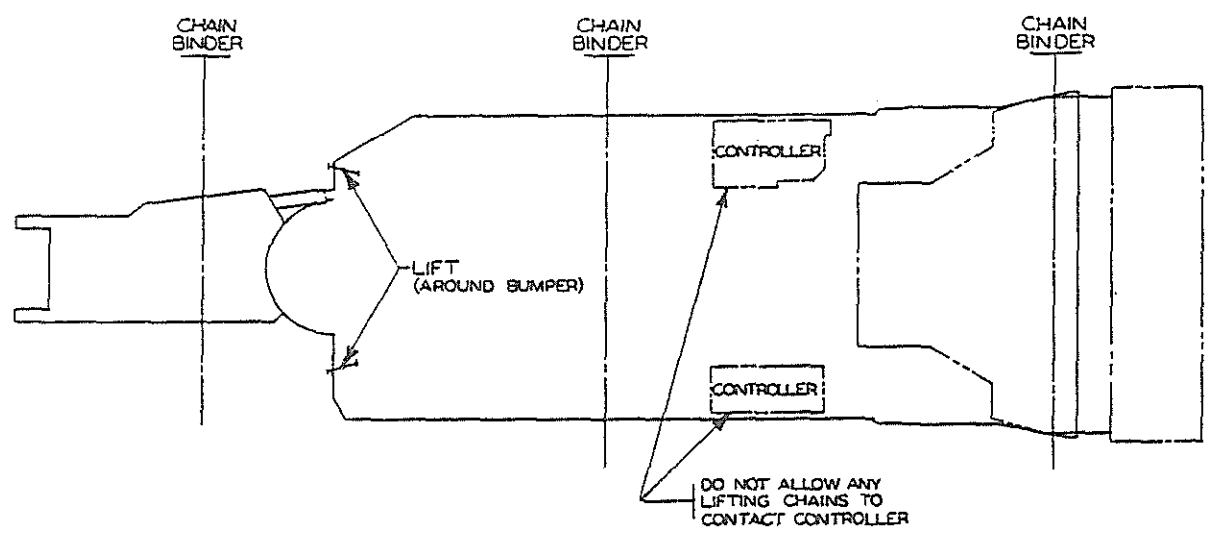 CHAIN
BINDER
CHAIN
BINDER
CHAIN
BINDER
CONTROLLER
LIFT
(AROUND BUMPER)
CONTROLLER
DO NOT ALLOW ANY
LIFTING CHAINS TO
CONTACT CONTROLLER